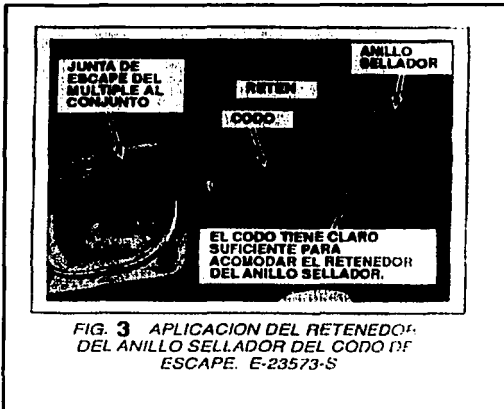 JUNTA DE
ESCAPE DEL
MULTIPLE AL
CONJUNTO
ANILLO
SELLADOR
RETEN
CODO
EL CODO TIENE CLARO
SUFICIENTE PARA
ACOMODAR EL RETENEDOR
DEL ANILLO SELLADOR.
FIG. 3 APLICACION DEL RETENEDOR
DEL ANILLO SELLADOR DEL CODO DE
ESCAPE. E-23573-S